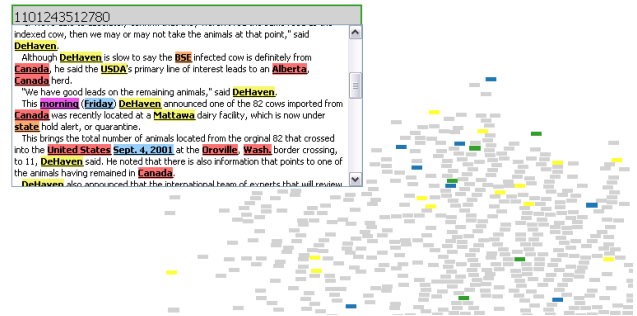 1101243512780
indexed cow, then we may or may not take the animals at that point," said
DeHaven.
Although DeHaven is slow to say the BSE infected cow is definitely from
Canada, he said the USDA's primary line of interest leads to an Alberta,
Canada herd.
"We have good leads on the remaining animals," said DeHaven.
This morning (Friday) DeHaven announced one of the 82 cows imported from
Canada was recently located at a Mattawa dairy facility, which is now under
state hold alert, or quarantine.
This brings the total number of animals located from the orginal 82 that crossed
into the United States Sept. 4, 2001 at the Oroville, Wash. border crossing,
to 11, DeHaven said. He noted that there is also information that points to one of
the animals having remained in Canada.
DeHaven also announced that the international team of experts that will review